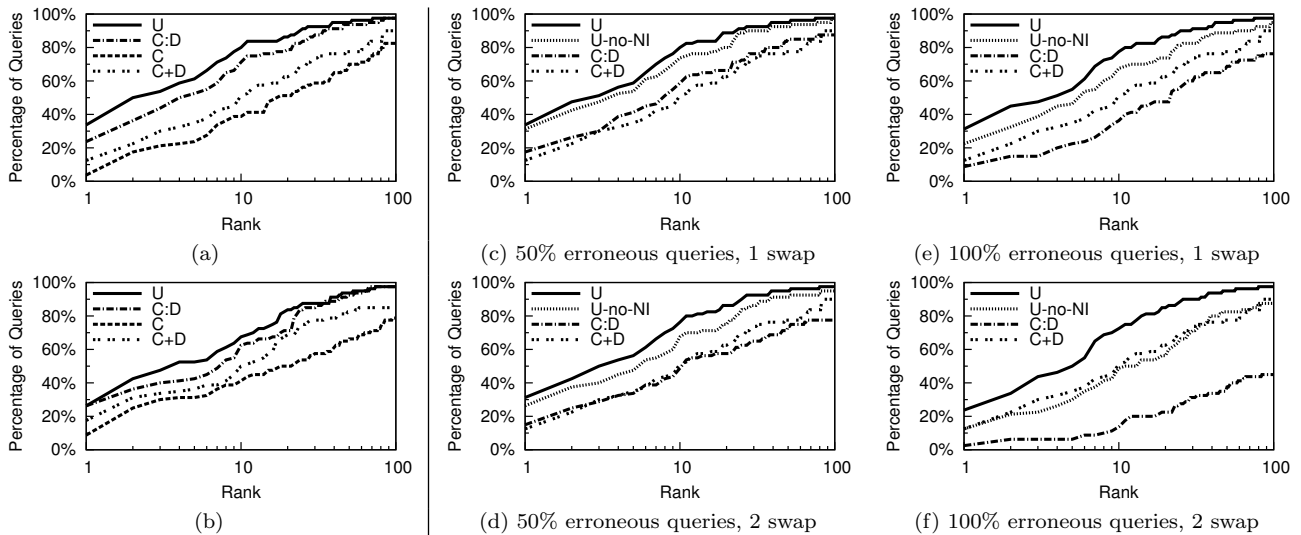 100%
80%
60%
40%
20%
0%
Percentage of Queries
U
C:D
C
C+D
1
10
100
Rank
(a)
100%
80%
60%
40%
20%
0%
Percentage of Queries
U
U-no-NI
C:D
C+D
1
10
100
Rank
(c) 50% erroneous queries, 1 swap
100%
80%
60%
40%
20%
0%
Percentage of Queries
U
U-no-NI
C+D
C:D
1
10
100
Rank
(e) 100% erroneous queries, 1 swap
100%
80%
60%
40%
20%
0%
Percentage of Queries
U
C:D
C
C+D
1
10
100
Rank
(b)
100%
80%
60%
40%
20%
0%
Percentage of Queries
U
U-no-NI
C:D
C+D
1
10
100
Rank
(d) 50% erroneous queries, 2 swap
100%
80%
60%
40%
20%
0%
Percentage of Queries
U
U-no-NI
C:D
C+D
1
10
100
Rank
(f) 100% erroneous queries, 2 swap